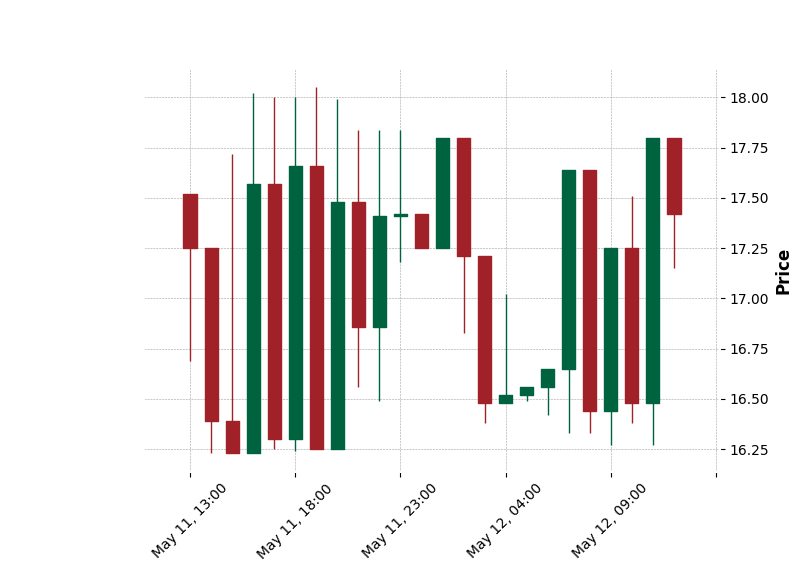 18.00
17.75
17.50
17.25
17.00
16.75
16.50
16.25
Price
May 11, 13:00
May 11, 18:00
May 11, 23:00
May 12, 04:00
May 12, 09:00